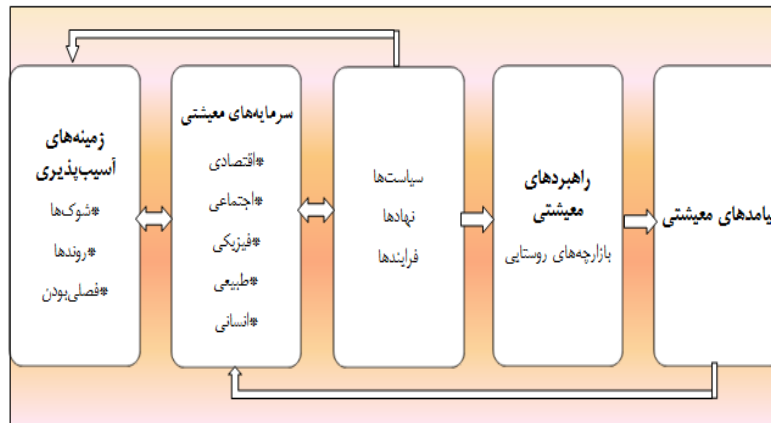 زمینه‌های
آسیب‌پذیری
*شوک‌ها
*روندها
*فصلی‌بودن
سرمایه‌های معیشتی
*اقتصادی
*اجتماعی
*فیزیکی
*طبیعی
*انسانی
سیاست‌ها
نهادها
فرایندها
راهبردهای
معیشتی
بازارچه‌های روستایی
پیامدهای معیشتی